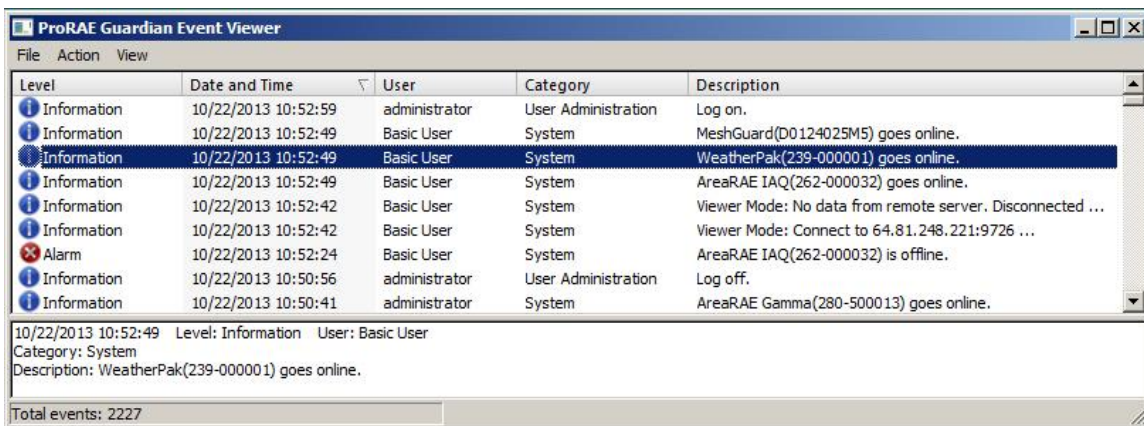 ProRAE Guardian Event Viewer
File Action View
Level Date and Time User Category Description
Information 10/22/2013 10:52:59 administrator User Administration Log on.
Information 10/22/2013 10:52:49 Basic User System MeshGuard(D0124025M5) goes online.
Information 10/22/2013 10:52:49 Basic User System WeatherPak(239-000001) goes online.
Information 10/22/2013 10:52:49 Basic User System AreaRAE IAQ(262-000032) goes online.
Information 10/22/2013 10:52:42 Basic User System Viewer Mode: No data from remote server. Disconnected ...
Information 10/22/2013 10:52:42 Basic User System Viewer Mode: Connect to 64.81.248.221:9726 ...
Alarm 10/22/2013 10:52:24 Basic User System AreaRAE IAQ(262-000032) is offline.
Information 10/22/2013 10:50:56 administrator User Administration Log off.
Information 10/22/2013 10:50:41 administrator System AreaRAE Gamma(280-500013) goes online.
10/22/2013 10:52:49 Level: Information User: Basic User
Category: System
Description: WeatherPak(239-000001) goes online.
Total events: 2227